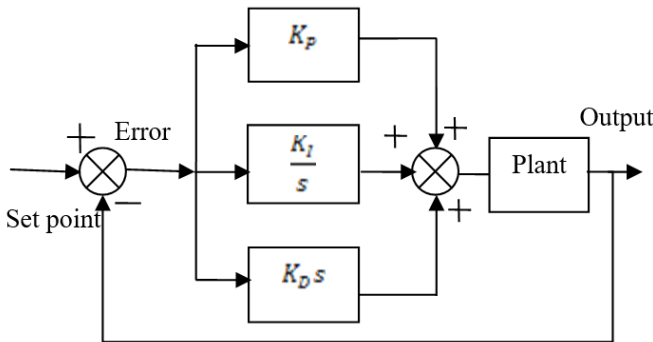 K_P
+
Error
+
+
Output
K_I
s
Plant
Set point
−
+
K_D s